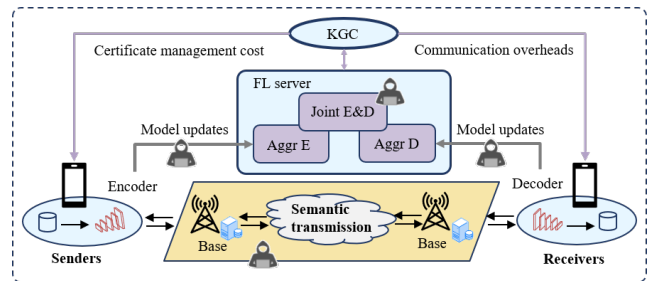 KGC
Certificate management cost
Communication overheads
FL server
Joint E&D
Model updates
Model updates
Aggr E
Aggr D
Encoder
Decoder
Semantic
transmission
Base
Base
Senders
Receivers